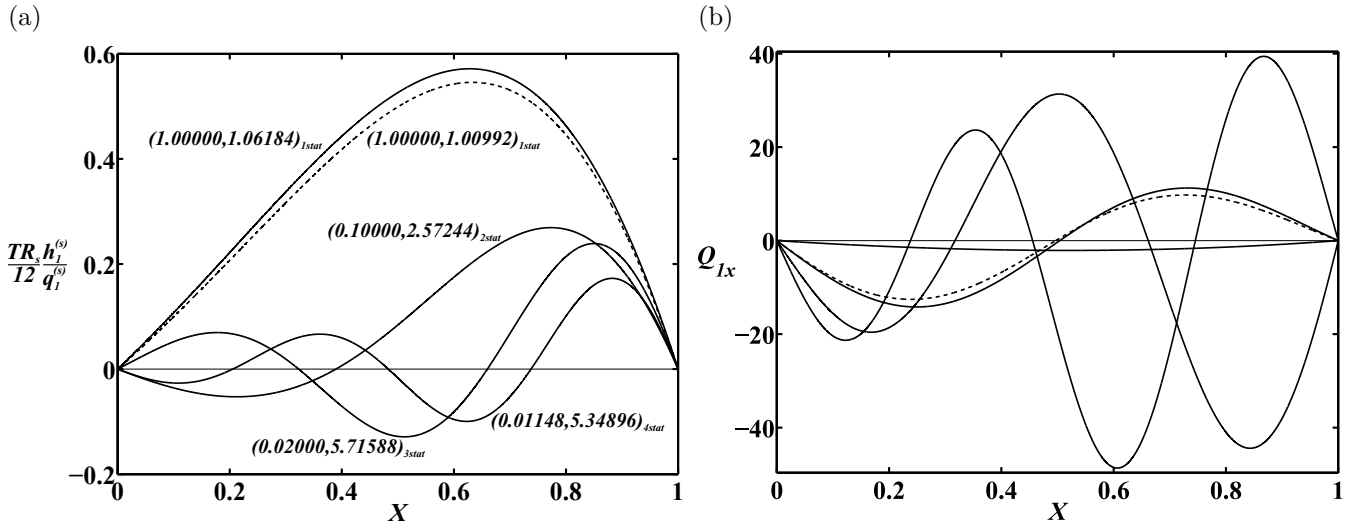 (a)
(b)
0.6
0.4
0.2
0
−0.2
TR_s h_1^(s)
12 q_1^(s)
(1.00000,1.06184)_1stat
(1.00000,1.00992)_1stat
(0.10000,2.57244)_2stat
(0.01148,5.34896)_4stat
(0.02000,5.71588)_3stat
0 0.2 0.4 0.6 0.8 1
X
40
20
0
−20
−40
Q_1x
0 0.2 0.4 0.6 0.8 1
X